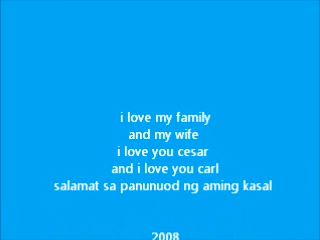 i love my family
and my wife
i love you cesar
and i love you carl
salamat sa panunuod ng aming kasal
2008